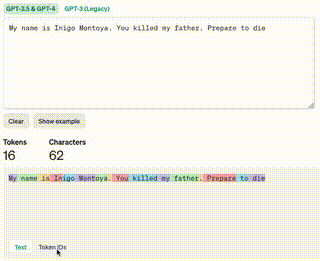 GPT-3.5 & GPT-4 GPT-3 (Legacy)
My name is Inigo Montoya. You killed my father. Prepare to die
Clear Show example
Tokens Characters
16 62
My name is Inigo Montoya. You killed my father. Prepare to die
Text Token IDs